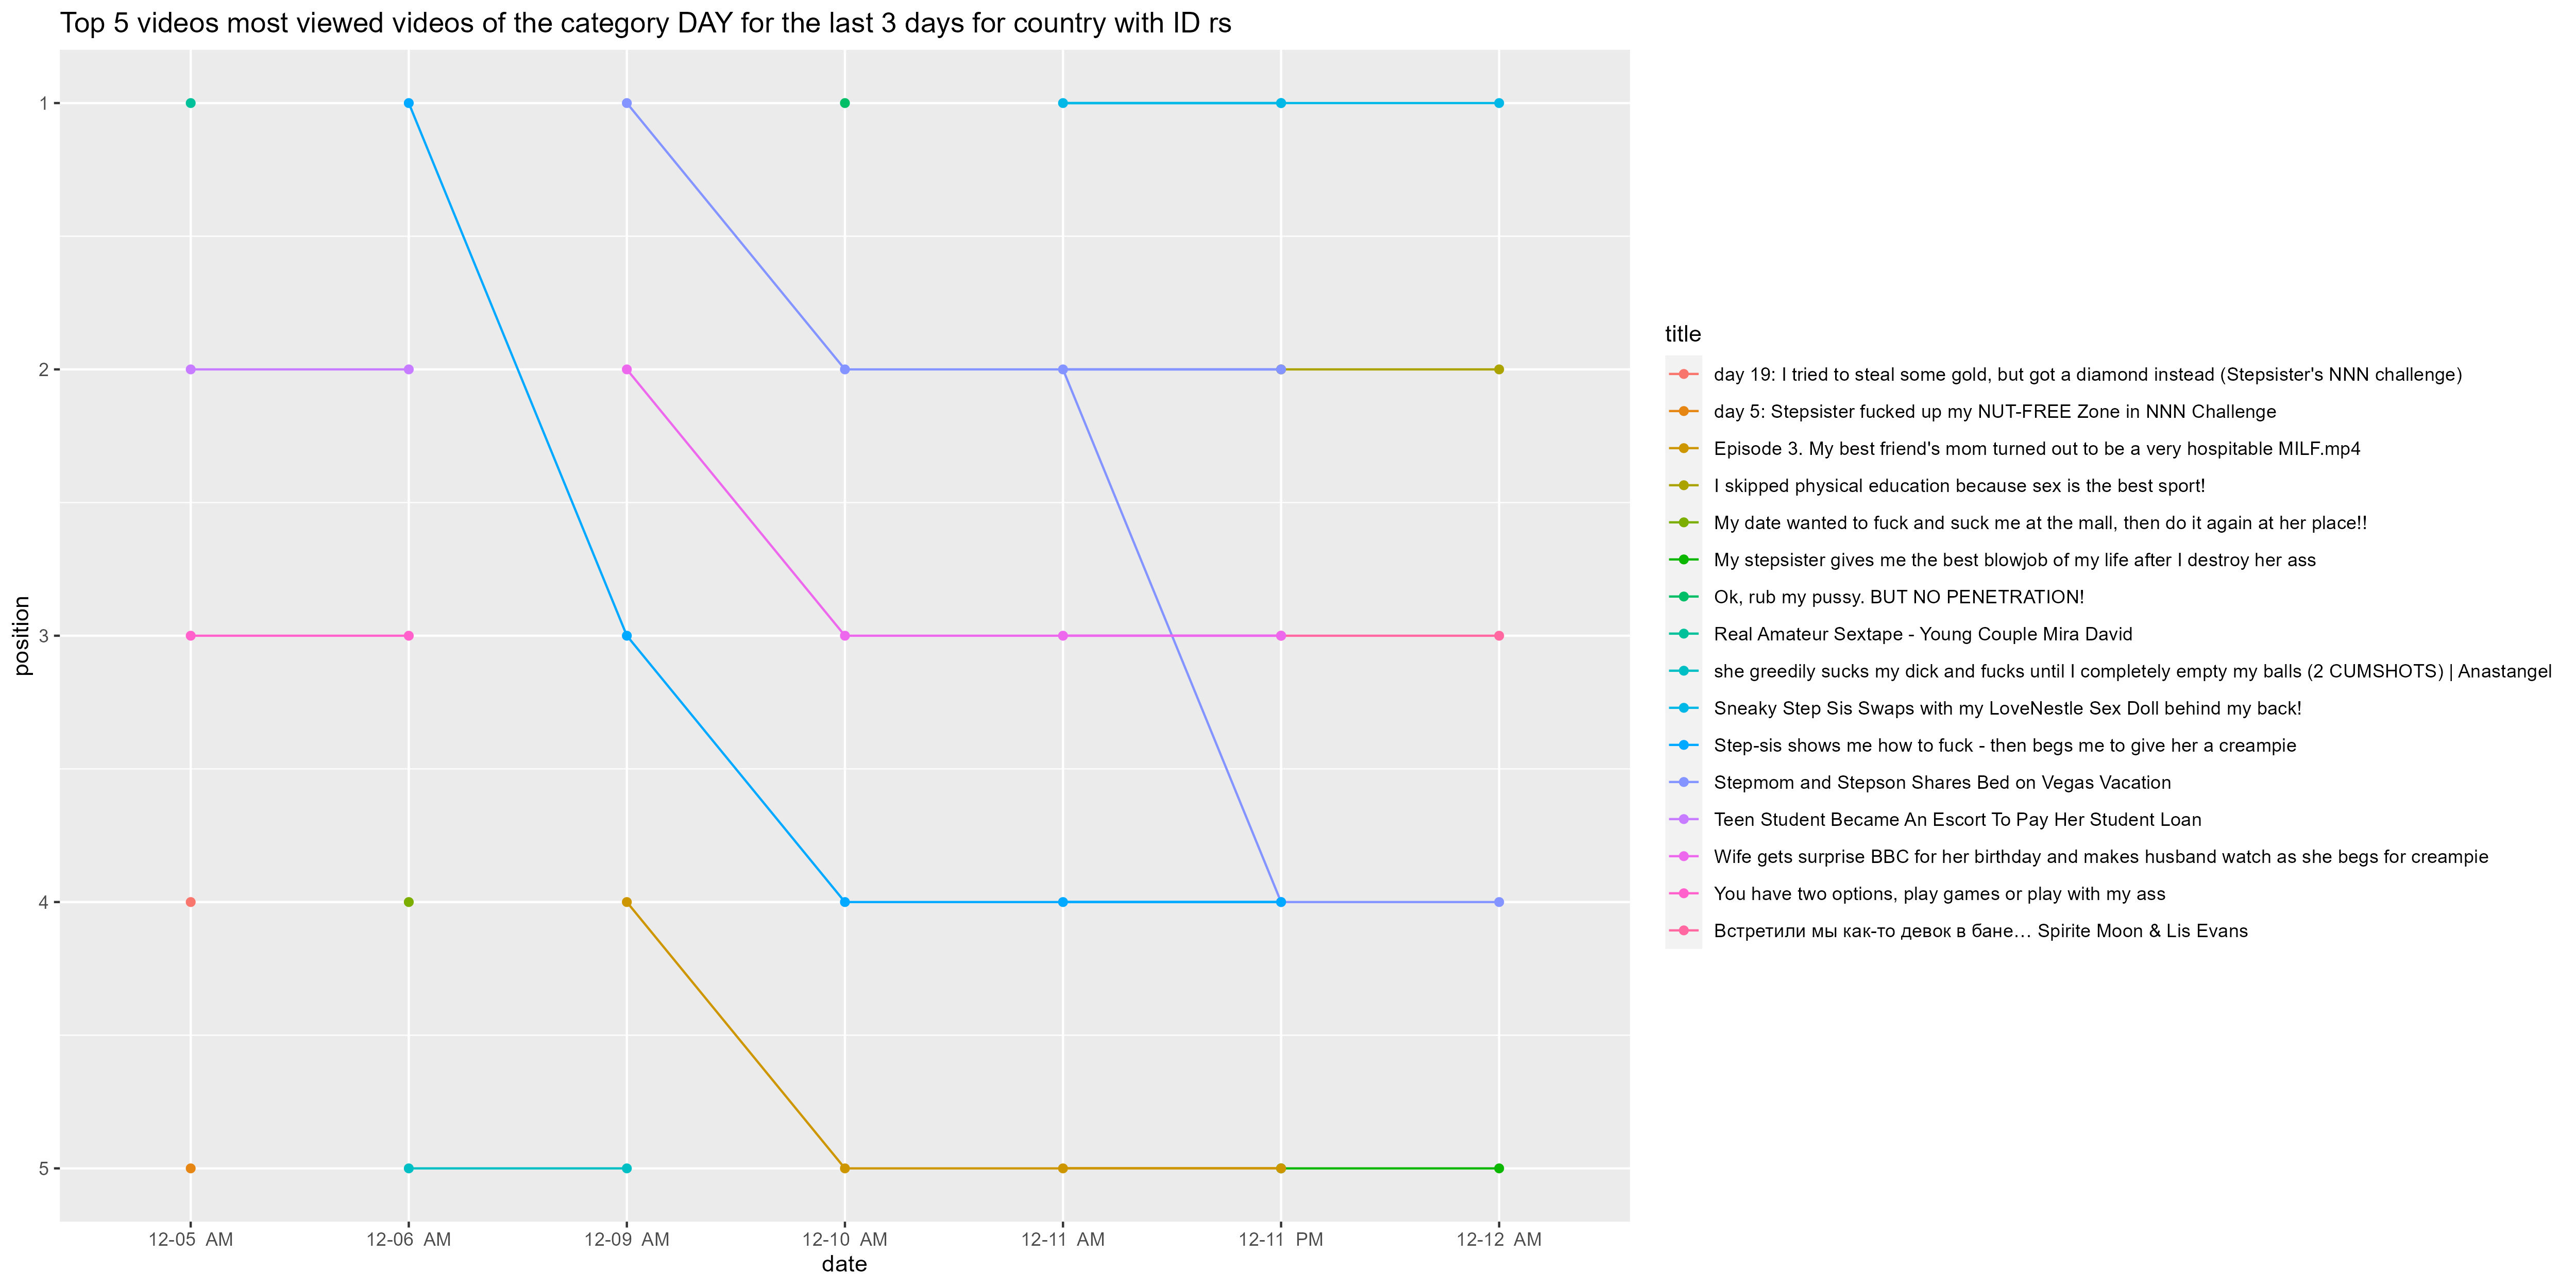 Top 5 videos most viewed videos of the category DAY for the last 3 days for country with ID rs
position
1
2
3
4
5
12-05 AM
12-06 AM
12-09 AM
12-10 AM
12-11 AM
12-11 PM
12-12 AM
date
title
day 19: I tried to steal some gold, but got a diamond instead (Stepsister's NNN challenge)
day 5: Stepsister fucked up my NUT-FREE Zone in NNN Challenge
Episode 3. My best friend's mom turned out to be a very hospitable MILF.mp4
I skipped physical education because sex is the best sport!
My date wanted to fuck and suck me at the mall, then do it again at her place!!
My stepsister gives me the best blowjob of my life after I destroy her ass
Ok, rub my pussy. BUT NO PENETRATION!
Real Amateur Sextape - Young Couple Mira David
she greedily sucks my dick and fucks until I completely empty my balls (2 CUMSHOTS) | Anastangel
Sneaky Step Sis Swaps with my LoveNestle Sex Doll behind my back!
Step-sis shows me how to fuck - then begs me to give her a creampie
Stepmom and Stepson Shares Bed on Vegas Vacation
Teen Student Became An Escort To Pay Her Student Loan
Wife gets surprise BBC for her birthday and makes husband watch as she begs for creampie
You have two options, play games or play with my ass
Встретили мы как-то девок в бане… Spirite Moon & Lis Evans